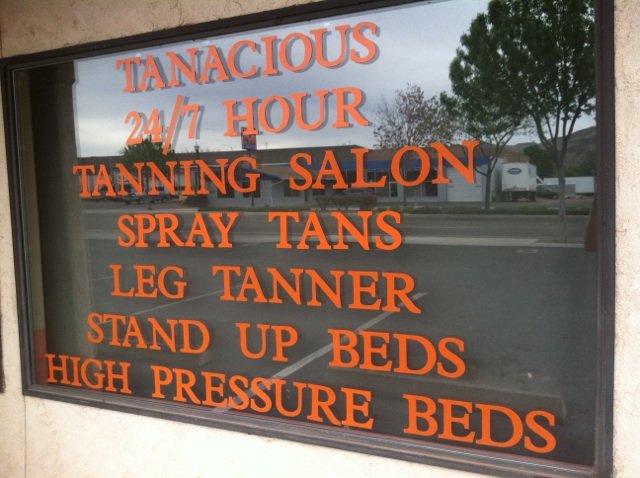 TANACIOUS
24/7 HOUR
TANNING SALON
SPRAY TANS
LEG TANNER
STAND UP BEDS
HIGH PRESSURE BEDS